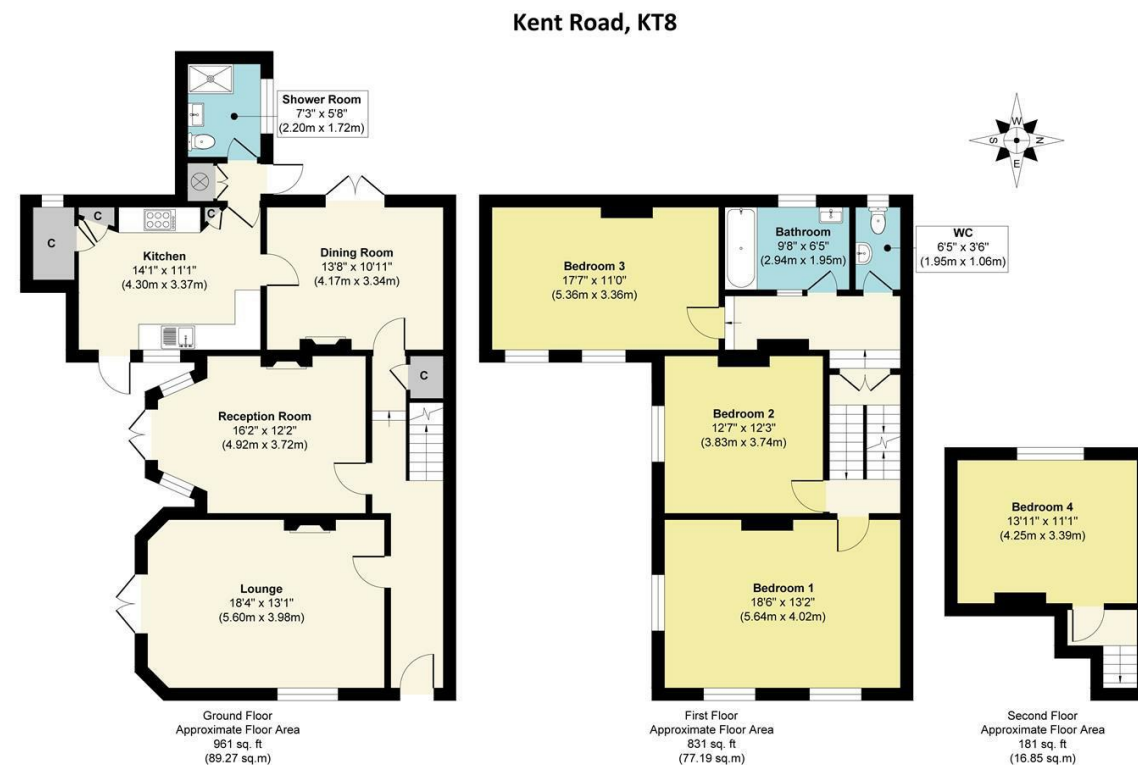 Kent Road, KT8
Shower Room
7'3" x 5'8"
(2.20m x 1.72m)
W
S
N
E
C
C
C
Kitchen
14'1" x 11'1"
(4.30m x 3.37m)
Dining Room
13'8" x 10'11"
(4.17m x 3.34m)
C
Reception Room
16'2" x 12'2"
(4.92m x 3.72m)
Lounge
18'4" x 13'1"
(5.60m x 3.98m)
Ground Floor
Approximate Floor Area
961 sq. ft
(89.27 sq.m)
Bedroom 3
17'7" x 11'0"
(5.36m x 3.36m)
Bathroom
9'8" x 6'5"
(2.94m x 1.95m)
WC
6'5" x 3'6"
(1.95m x 1.06m)
Bedroom 2
12'7" x 12'3"
(3.83m x 3.74m)
Bedroom 1
18'6" x 13'2"
(5.64m x 4.02m)
First Floor
Approximate Floor Area
831 sq. ft
(77.19 sq.m)
Bedroom 4
13'11" x 11'1"
(4.25m x 3.39m)
Second Floor
Approximate Floor Area
181 sq. ft
(16.85 sq.m)